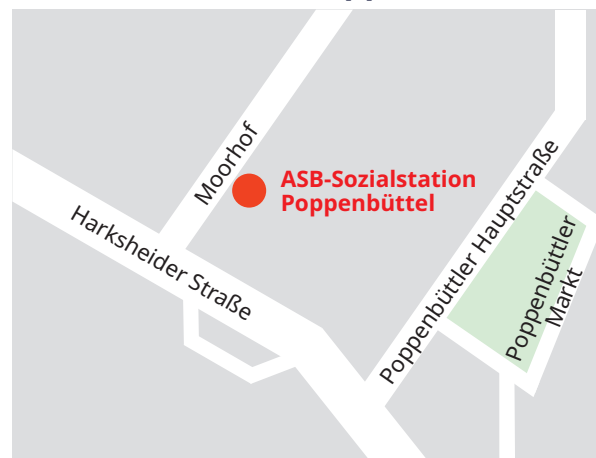 Moorhof
ASB-Sozialstation
Poppenbüttel
Harksheider Straße
Poppenbüttler Hauptstraße
Poppenbüttler
Markt